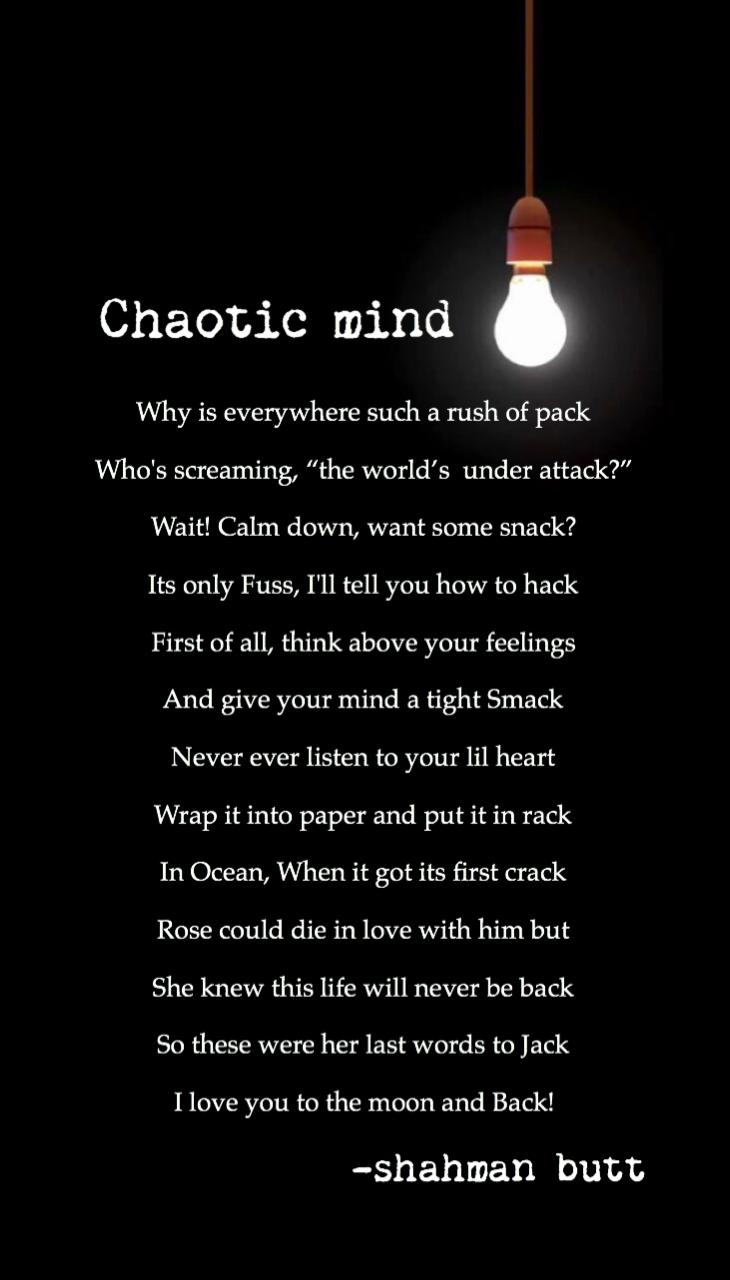 Chaotic mind
Why is everywhere such a rush of pack
Who's screaming, “the world’s  under attack?”
Wait! Calm down, want some snack?
Its only Fuss, I'll tell you how to hack
First of all, think above your feelings
And give your mind a tight Smack
Never ever listen to your lil heart
Wrap it into paper and put it in rack
In Ocean, When it got its first crack
Rose could die in love with him but
She knew this life will never be back
So these were her last words to Jack
I love you to the moon and Back!
-shahman butt